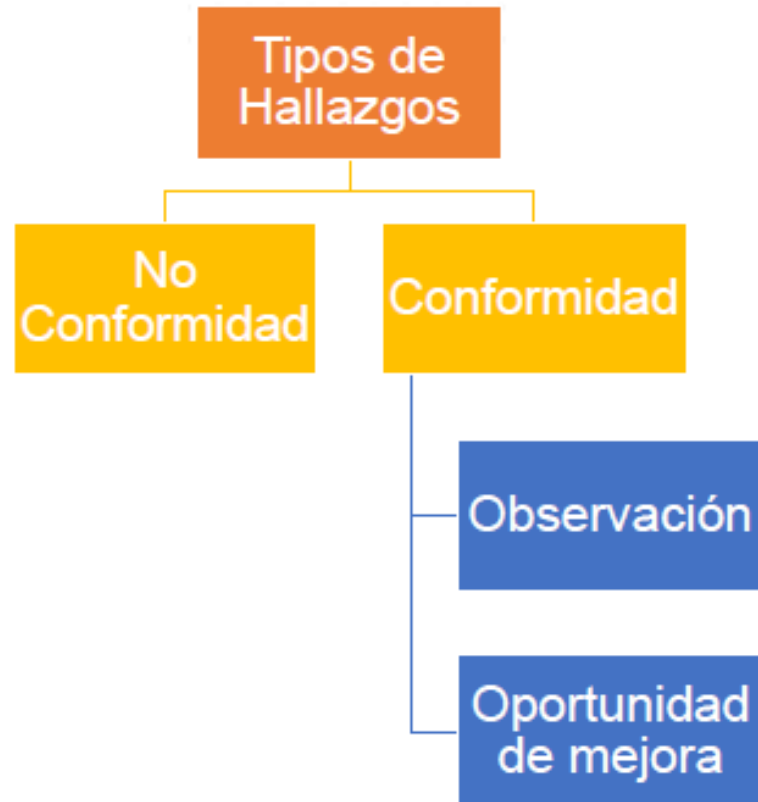 Tipos de
Hallazgos
No
Conformidad
Conformidad
Observación
Oportunidad
de mejora